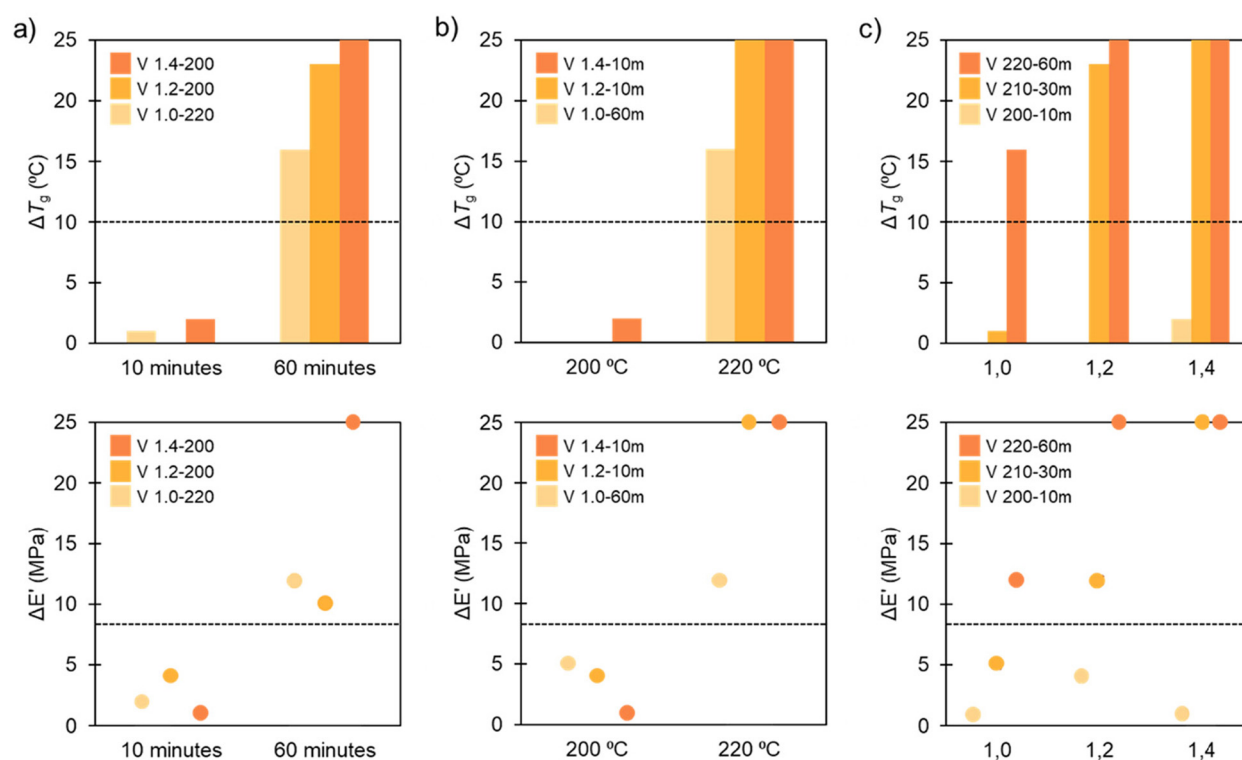 a)
25
20
15
10
5
0
ΔTg (ºC)
V 1.4-200
V 1.2-200
V 1.0-220
10 minutes 60 minutes
b)
25
20
15
10
5
0
ΔTg (ºC)
V 1.4-10m
V 1.2-10m
V 1.0-60m
200 ºC 220 ºC
c)
25
20
15
10
5
0
ΔTg (ºC)
V 220-60m
V 210-30m
V 200-10m
1,0 1,2 1,4
25
20
15
10
5
0
ΔE' (MPa)
V 1.4-200
V 1.2-200
V 1.0-220
10 minutes 60 minutes
25
20
15
10
5
0
ΔE' (MPa)
V 1.4-10m
V 1.2-10m
V 1.0-60m
200 ºC 220 ºC
25
20
15
10
5
0
ΔE' (MPa)
V 220-60m
V 210-30m
V 200-10m
1,0 1,2 1,4